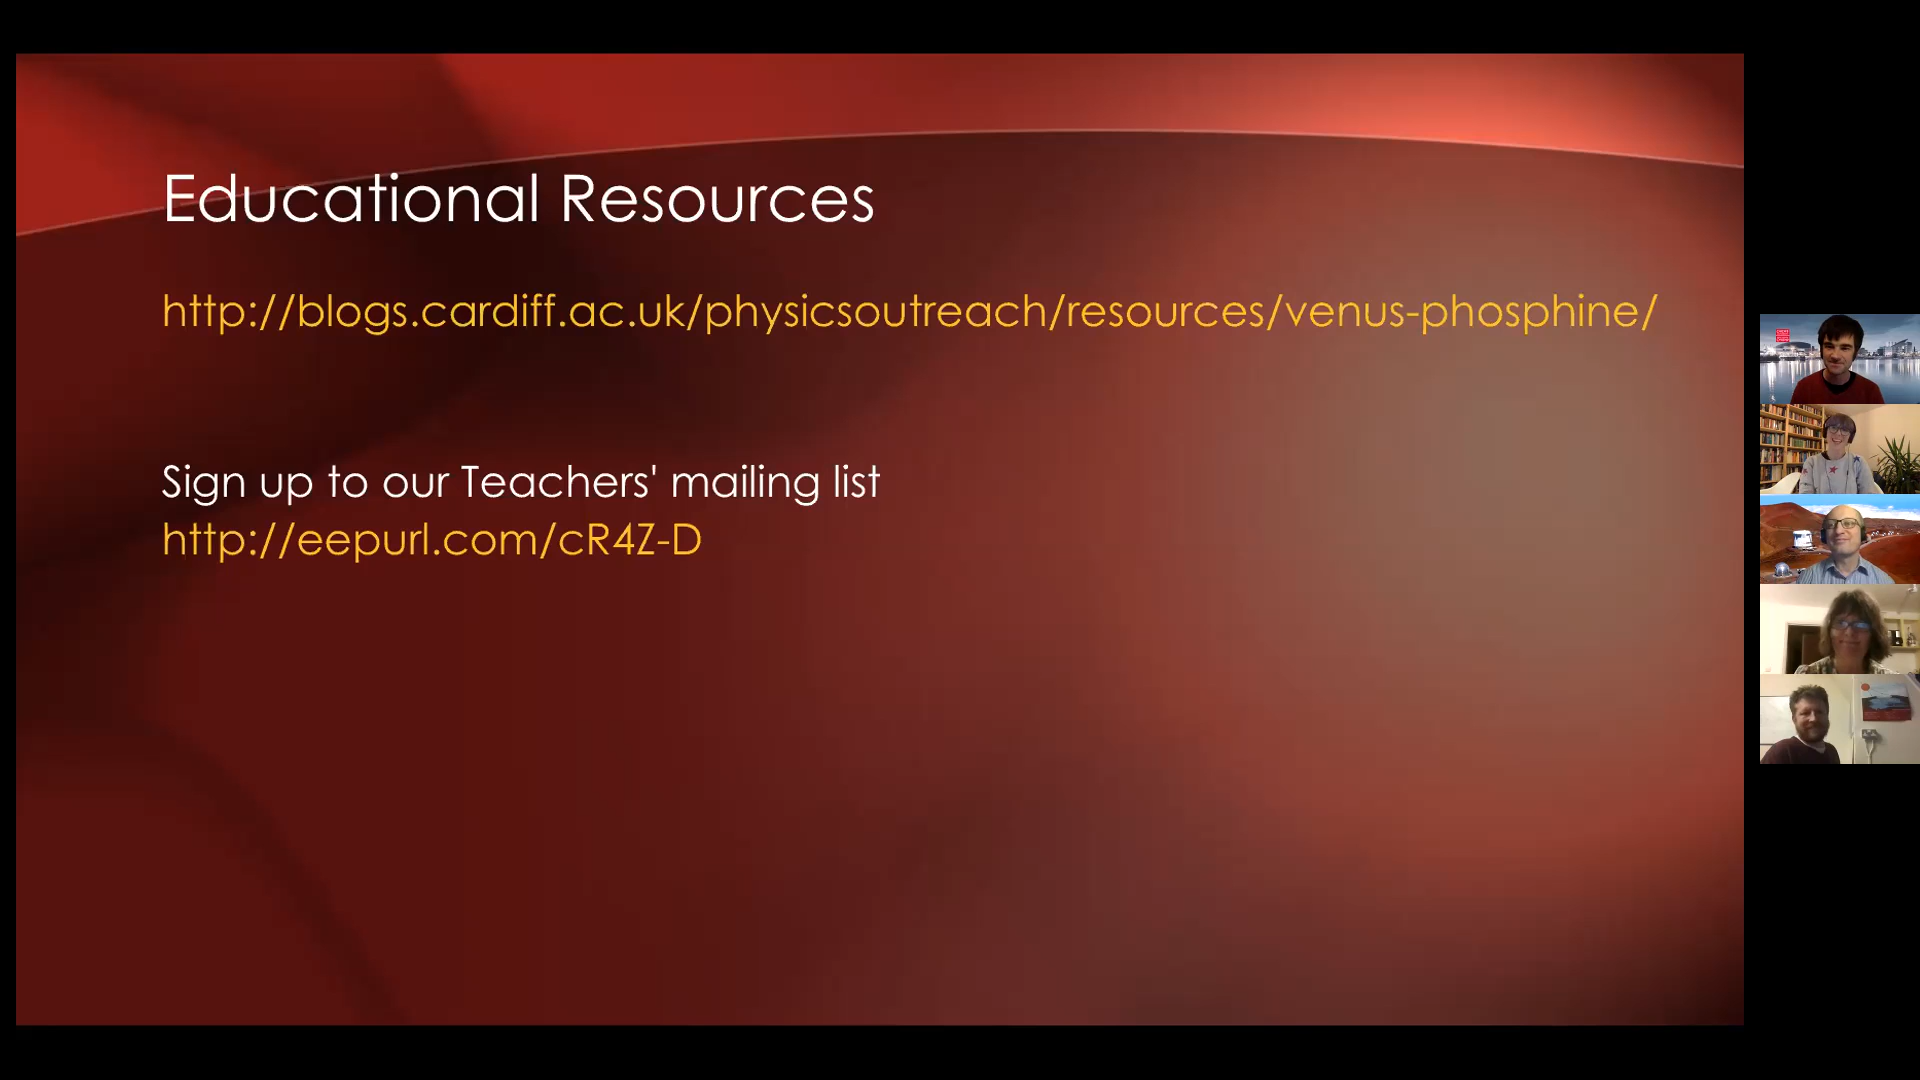 Educational Resources
http://blogs.cardiff.ac.uk/physicsoutreach/resources/venus-phosphine/
Sign up to our Teachers' mailing list
http://eepurl.com/cR4Z-D